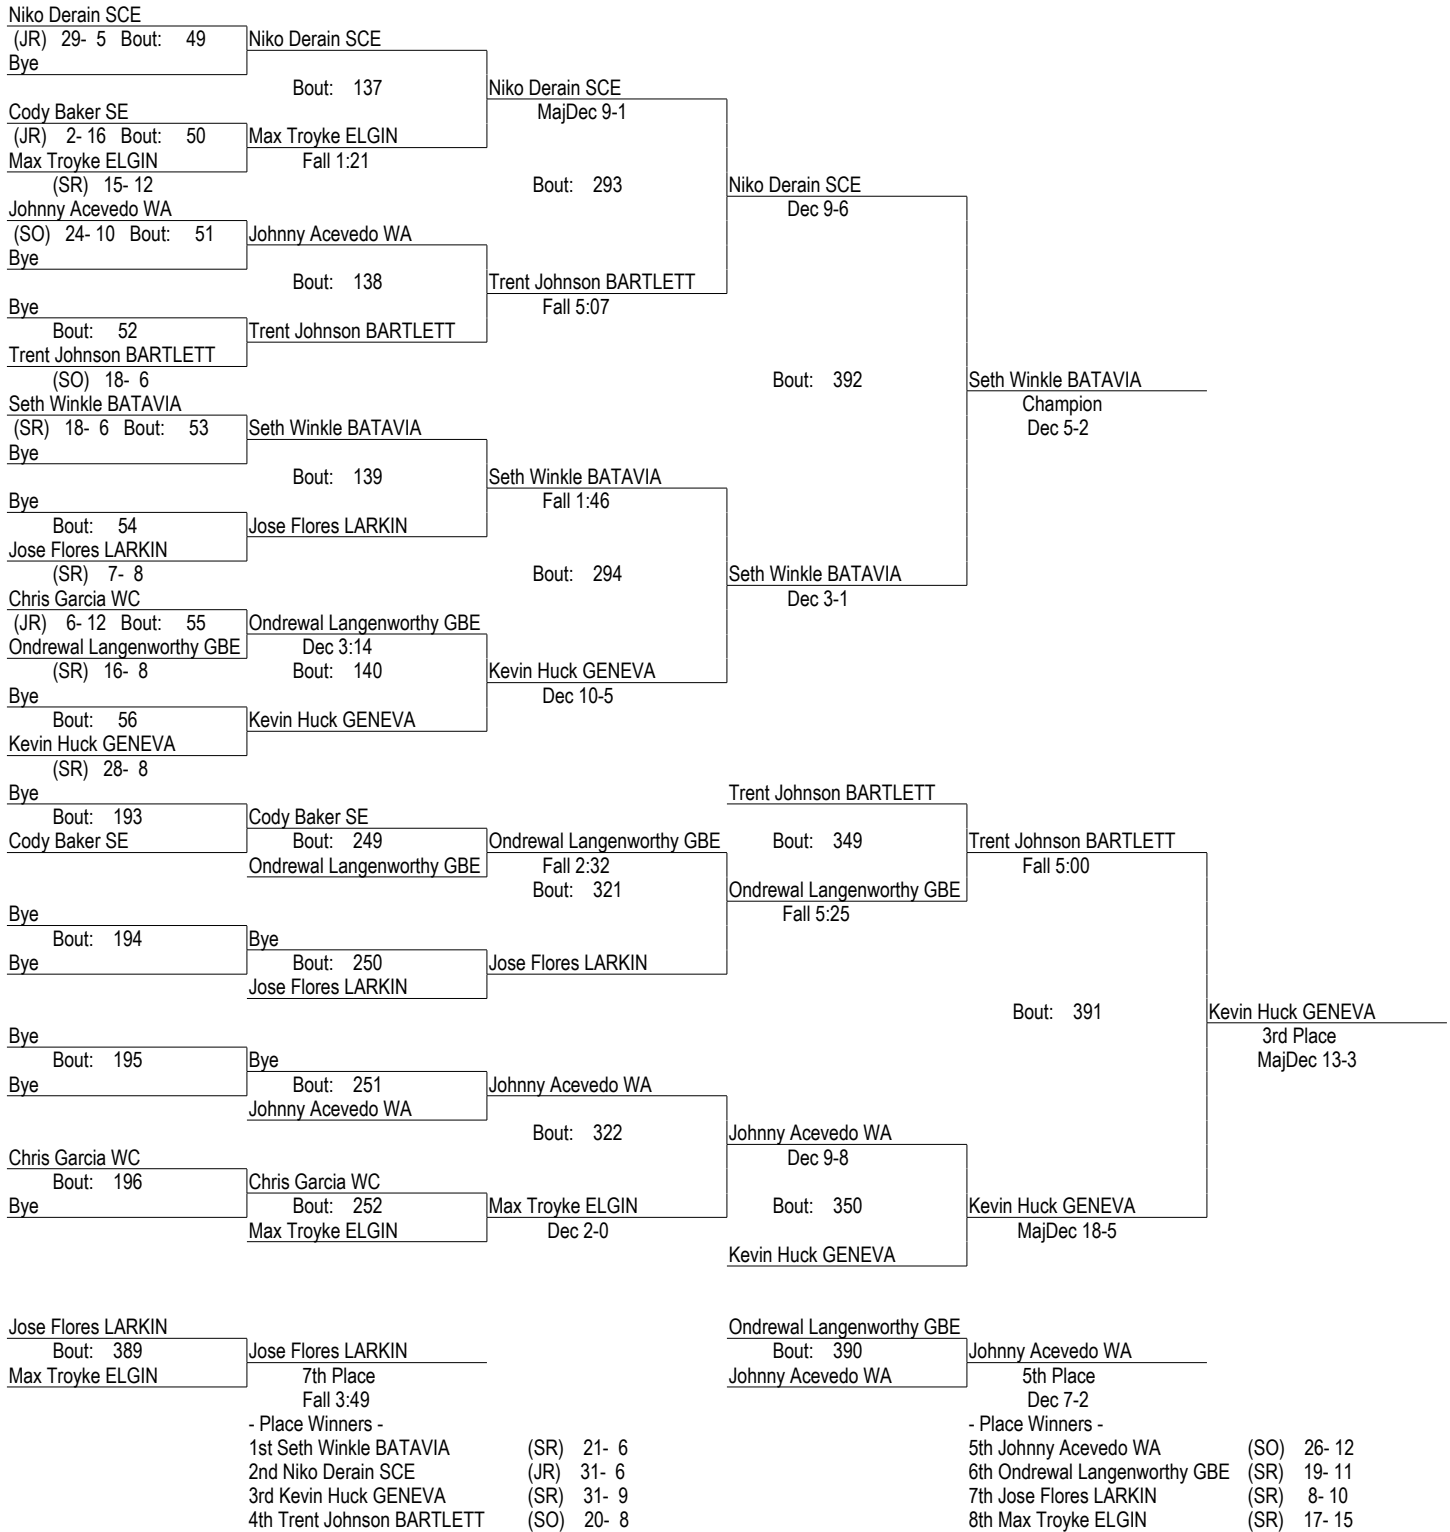 Niko Derain SCE
(JR) 29- 5 Bout: 49 Niko Derain SCE
Bye
Bout: 137 Niko Derain SCE
Cody Baker SE MajDec 9-1
(JR) 2- 16 Bout: 50 Max Troyke ELGIN
Max Troyke ELGIN Fall 1:21
(SR) 15- 12 Bout: 293 Niko Derain SCE
Johnny Acevedo WA Dec 9-6
(SO) 24- 10 Bout: 51 Johnny Acevedo WA
Bye
Bout: 138 Trent Johnson BARTLETT
Bye Fall 5:07
Bout: 52 Trent Johnson BARTLETT
Trent Johnson BARTLETT
(SO) 18- 6 Bout: 392 Seth Winkle BATAVIA
Seth Winkle BATAVIA Champion
(SR) 18- 6 Bout: 53 Seth Winkle BATAVIA Dec 5-2
Bye
Bout: 139 Seth Winkle BATAVIA
Bye Fall 1:46
Bout: 54 Jose Flores LARKIN
Jose Flores LARKIN
(SR) 7- 8 Bout: 294 Seth Winkle BATAVIA
Chris Garcia WC Dec 3-1
(JR) 6- 12 Bout: 55 Ondrewal Langenworthy GBE
Ondrewal Langenworthy GBE Dec 3:14
(SR) 16- 8 Bout: 140 Kevin Huck GENEVA
Bye Dec 10-5
Bout: 56 Kevin Huck GENEVA
Kevin Huck GENEVA
(SR) 28- 8
Bye Trent Johnson BARTLETT
Bout: 193 Cody Baker SE
Cody Baker SE Bout: 249 Ondrewal Langenworthy GBE Bout: 349 Trent Johnson BARTLETT
Ondrewal Langenworthy GBE Fall 2:32 Fall 5:00
Bout: 321 Ondrewal Langenworthy GBE
Bye Fall 5:25
Bout: 194 Bye
Bye Bout: 250 Jose Flores LARKIN
Jose Flores LARKIN
Bout: 391 Kevin Huck GENEVA
Bye 3rd Place
Bout: 195 Bye MajDec 13-3
Bye Bout: 251 Johnny Acevedo WA
Johnny Acevedo WA
Bout: 322 Johnny Acevedo WA
Chris Garcia WC Dec 9-8
Bout: 196 Chris Garcia WC
Bye Bout: 252 Max Troyke ELGIN Bout: 350 Kevin Huck GENEVA
Max Troyke ELGIN Dec 2-0 MajDec 18-5
Kevin Huck GENEVA
Jose Flores LARKIN Ondrewal Langenworthy GBE
Bout: 389 Jose Flores LARKIN Bout: 390 Johnny Acevedo WA
Max Troyke ELGIN 7th Place Johnny Acevedo WA 5th Place
Fall 3:49 Dec 7-2
- Place Winners - - Place Winners -
1st Seth Winkle BATAVIA (SR) 21- 6 5th Johnny Acevedo WA (SO) 26- 12
2nd Niko Derain SCE (JR) 31- 6 6th Ondrewal Langenworthy GBE (SR) 19- 11
3rd Kevin Huck GENEVA (SR) 31- 9 7th Jose Flores LARKIN (SR) 8- 10
4th Trent Johnson BARTLETT (SO) 20- 8 8th Max Troyke ELGIN (SR) 17- 15